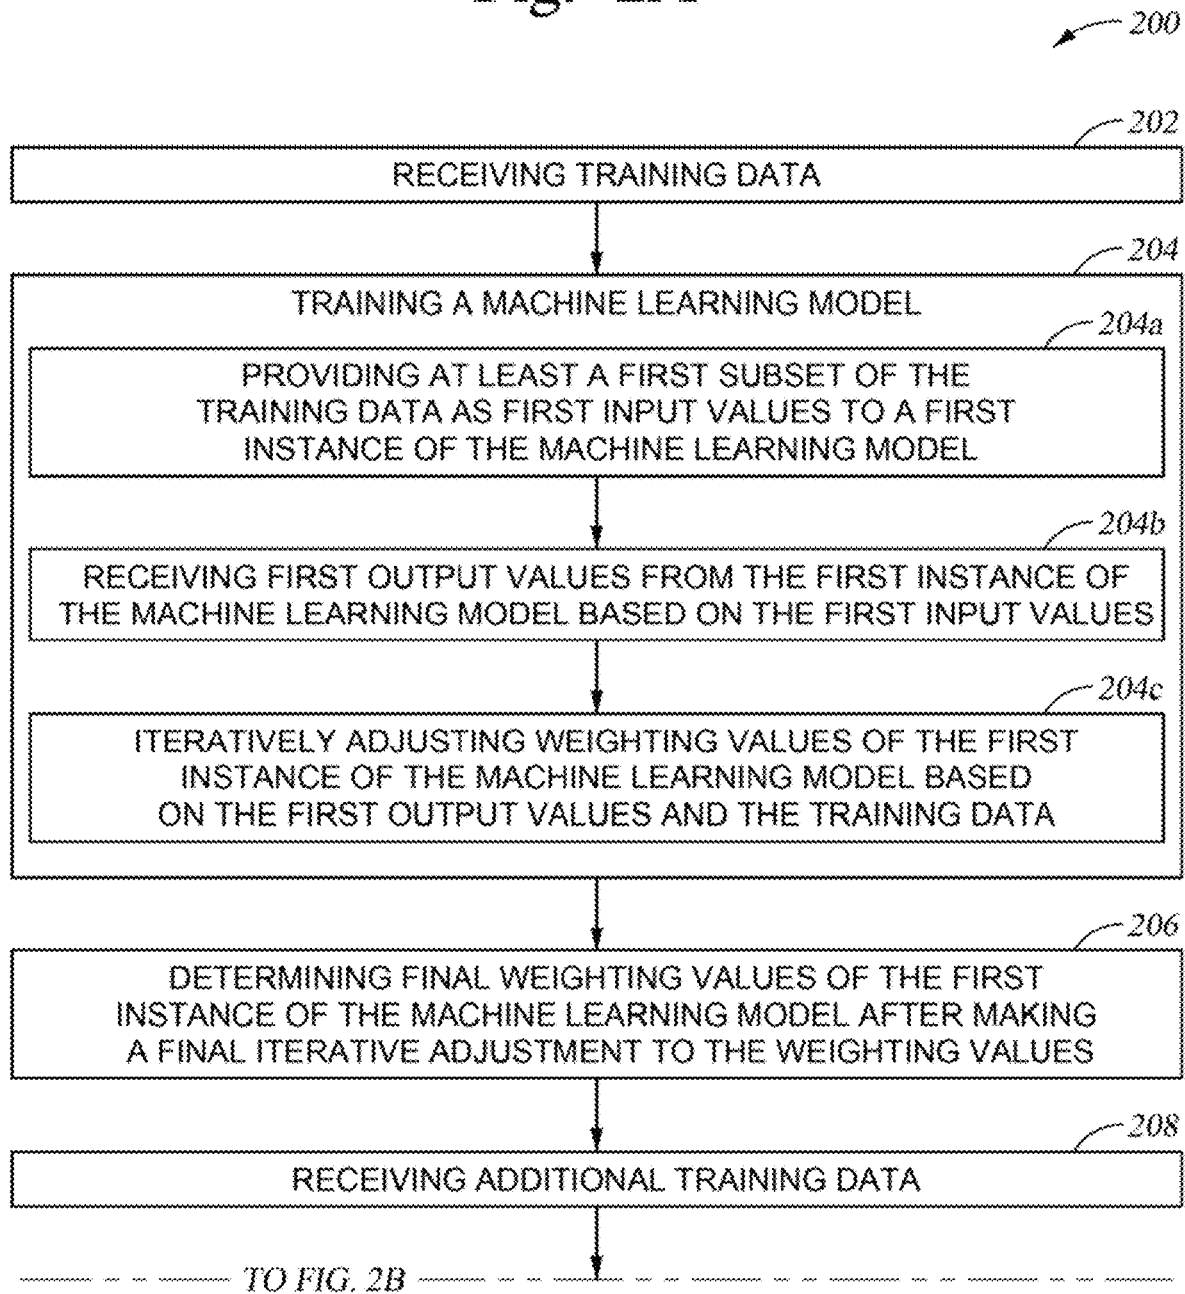 200
202
RECEIVING TRAINING DATA
204
TRAINING A MACHINE LEARNING MODEL
204a
PROVIDING AT LEAST A FIRST SUBSET OF THE
TRAINING DATA AS FIRST INPUT VALUES TO A FIRST
INSTANCE OF THE MACHINE LEARNING MODEL
204b
RECEIVING FIRST OUTPUT VALUES FROM THE FIRST INSTANCE OF
THE MACHINE LEARNING MODEL BASED ON THE FIRST INPUT VALUES
204c
ITERATIVELY ADJUSTING WEIGHTING VALUES OF THE FIRST
INSTANCE OF THE MACHINE LEARNING MODEL BASED
ON THE FIRST OUTPUT VALUES AND THE TRAINING DATA
206
DETERMINING FINAL WEIGHTING VALUES OF THE FIRST
INSTANCE OF THE MACHINE LEARNING MODEL AFTER MAKING
A FINAL ITERATIVE ADJUSTMENT TO THE WEIGHTING VALUES
208
RECEIVING ADDITIONAL TRAINING DATA
TO FIG. 2B